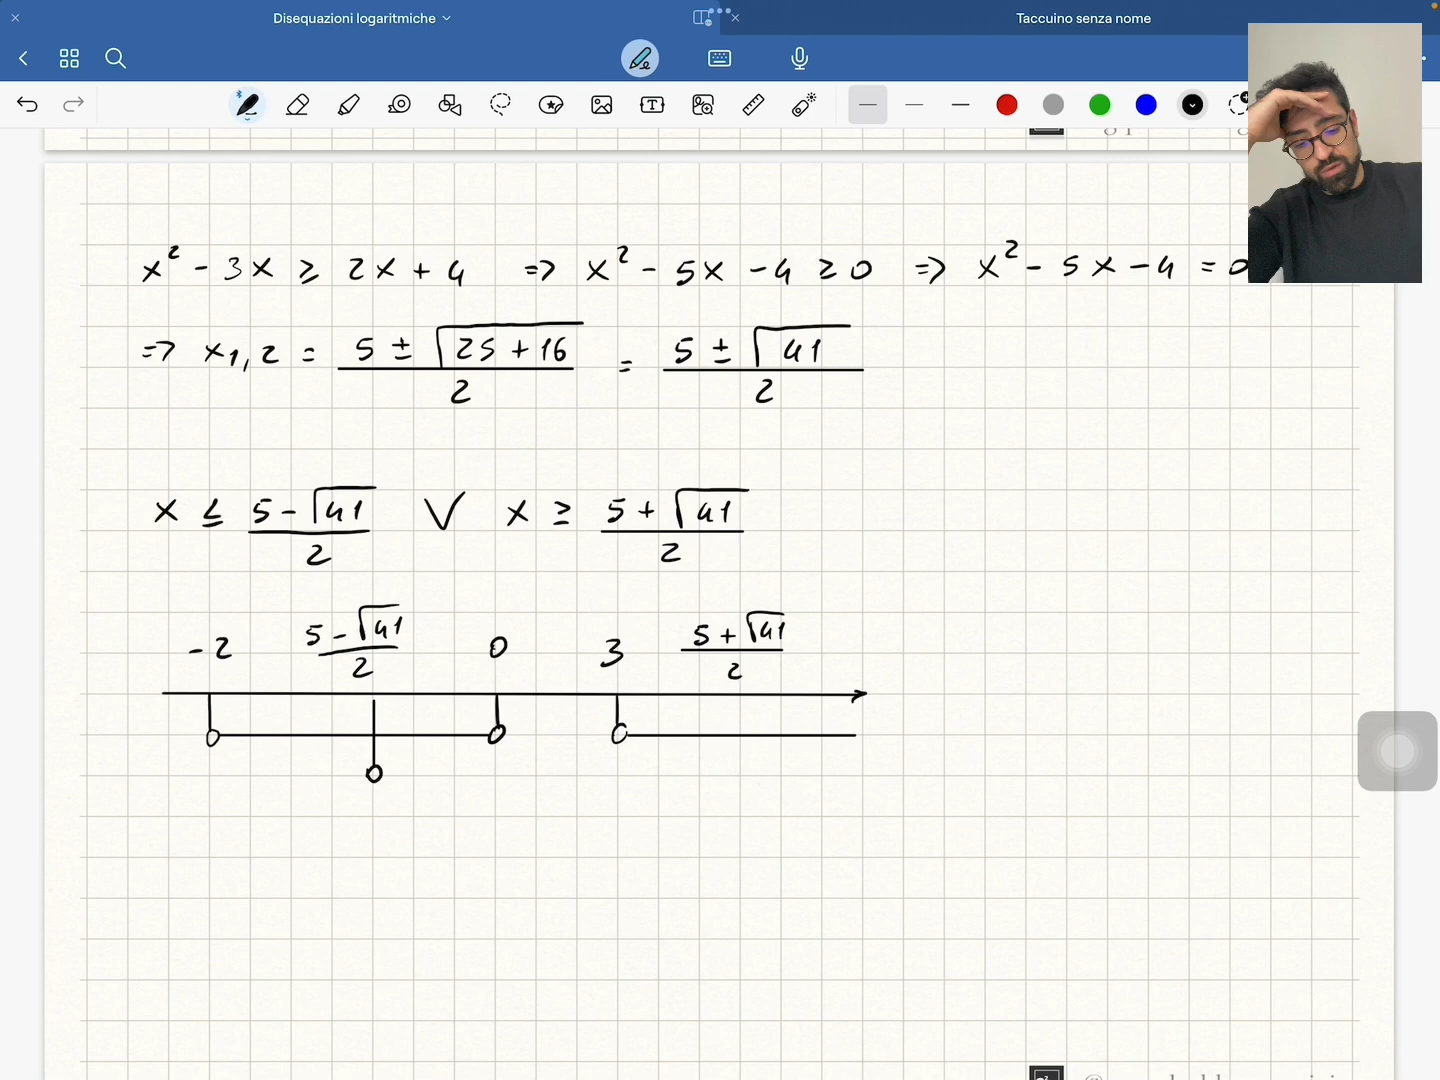 Disequazioni logaritmiche
Taccuino senza nome
x² - 3x ≥ 2x + 4 => x² - 5x - 4 ≥ 0 => x² - 5x - 4 = 0
=> x1,2 = (5 ± √(25 + 16))/2 = (5 ± √41)/2
x ≤ (5 - √41)/2 V x ≥ (5 + √41)/2
-2 (5 - √41)/2 0 3 (5 + √41)/2